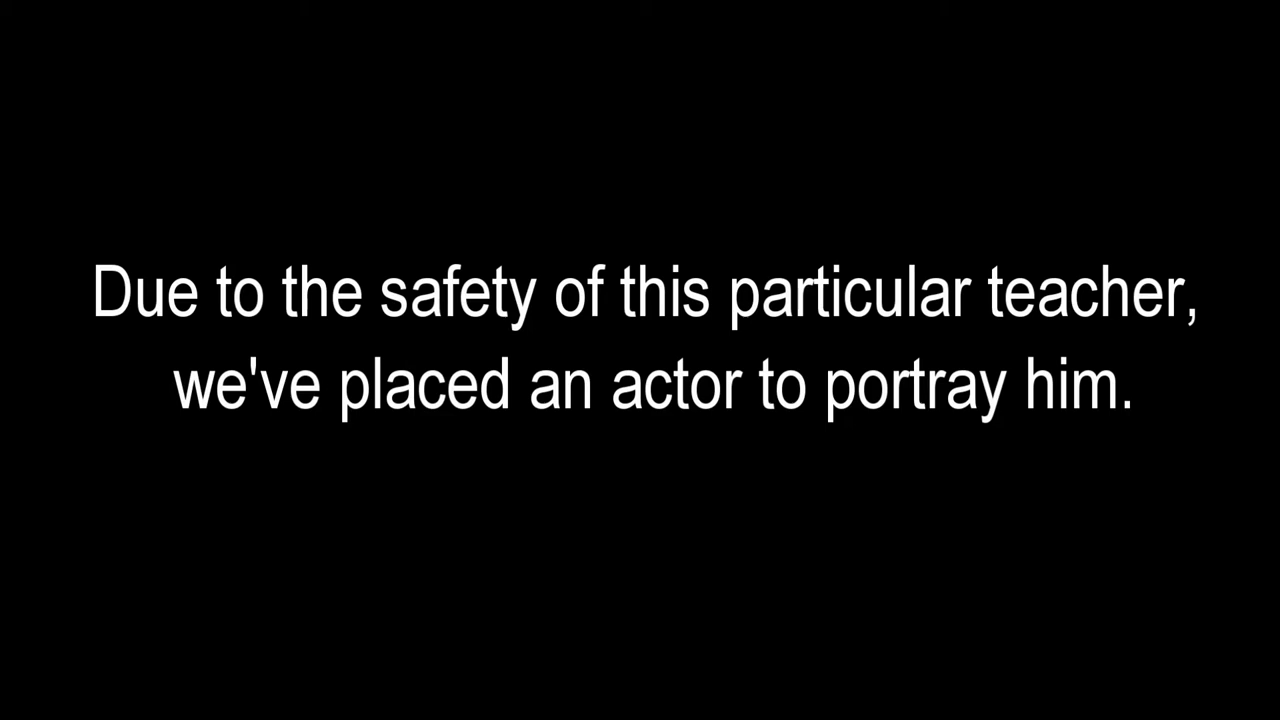 Due to the safety of this particular teacher,
we've placed an actor to portray him.